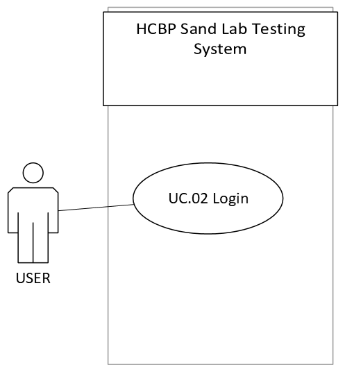 HCBP Sand Lab Testing
System
UC.02 Login
USER